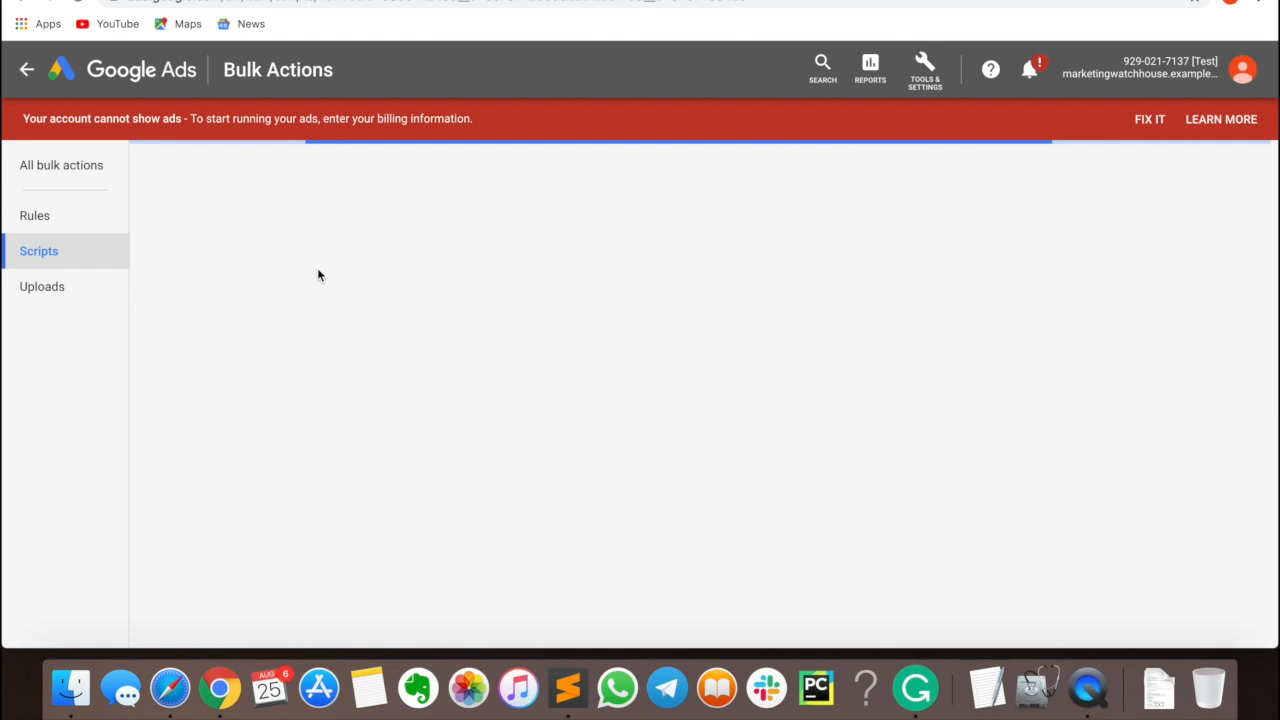 Apps
YouTube
Maps
News
Google Ads
Bulk Actions
SEARCH
REPORTS
TOOLS &
SETTINGS
929-021-7137 [Test]
marketingwatchhouse.example...
Your account cannot show ads - To start running your ads, enter your billing information.
FIX IT
LEARN MORE
All bulk actions
Rules
Scripts
Uploads
AUG
6
25
PC